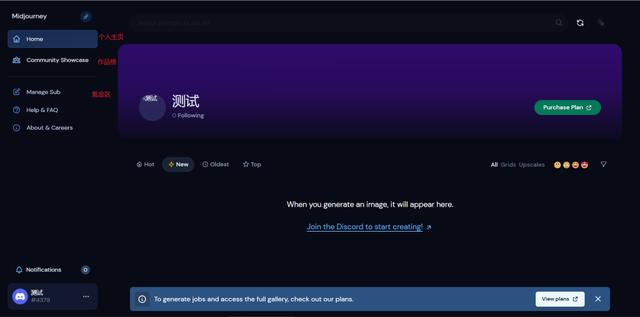 Midjourney
Home
个人主页
Community Showcase
作品榜
Manage Sub
氪金区
Help & FAQ
About & Careers
测试
测试
0 Following
Purchase Plan
Hot
New
Oldest
Top
All Grids Upscales
When you generate an image, it will appear here.
Join the Discord to start creating!
Notifications
0
测试
#4379
To generate jobs and access the full gallery, check out our plans.
View plans